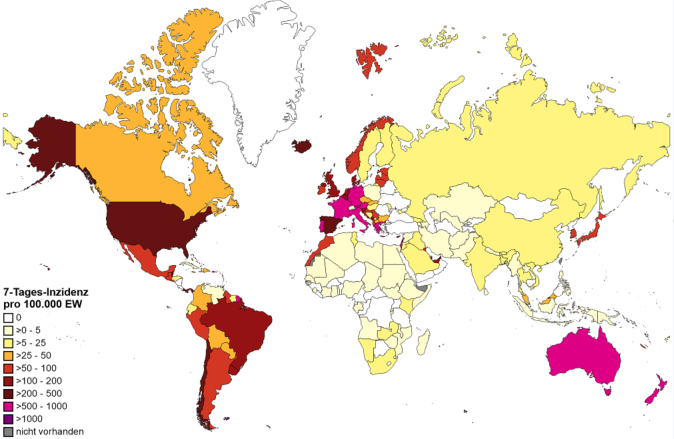 7-Tages-Inzidenz
pro 100.000 EW
0
>0 - 5
>5 - 25
>25 - 50
>50 - 100
>100 - 200
>200 - 500
>500 - 1000
>1000
nicht vorhanden